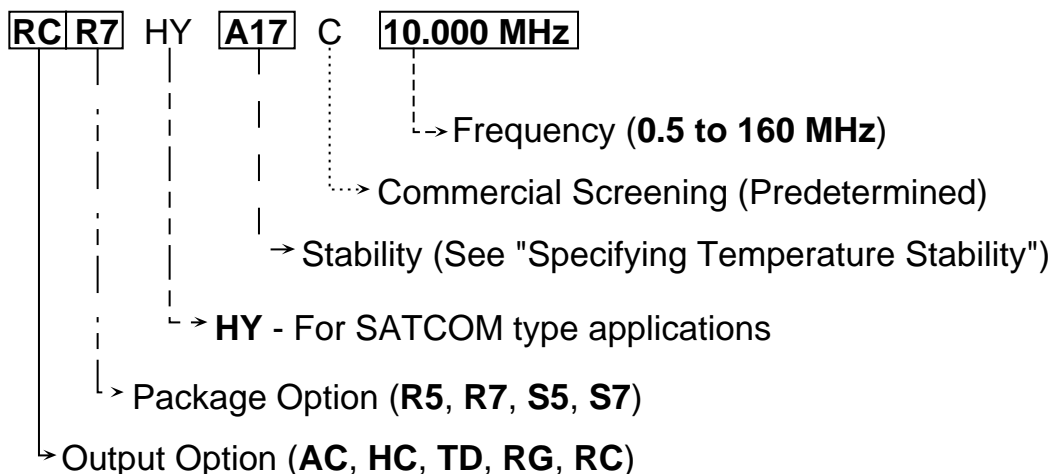 RC R7 HY A17 C 10.000 MHz
Frequency (0.5 to 160 MHz)
Commercial Screening (Predetermined)
Stability (See "Specifying Temperature Stability")
HY - For SATCOM type applications
Package Option (R5, R7, S5, S7)
Output Option (AC, HC, TD, RG, RC)